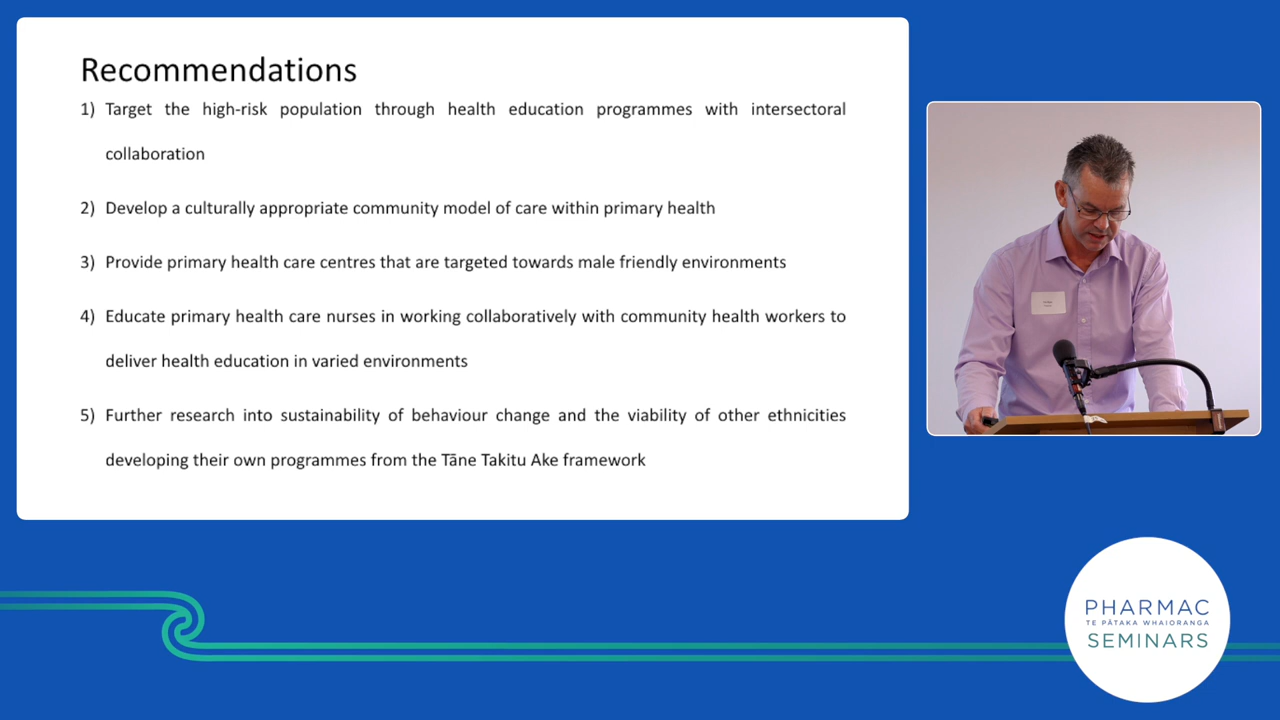 Recommendations
1) Target the high-risk population through health education programmes with intersectoral
collaboration
2) Develop a culturally appropriate community model of care within primary health
3) Provide primary health care centres that are targeted towards male friendly environments
4) Educate primary health care nurses in working collaboratively with community health workers to
deliver health education in varied environments
5) Further research into sustainability of behaviour change and the viability of other ethnicities
developing their own programmes from the Tāne Takitu Ake framework
PHARMAC
TE PĀTAKA WHAIORANGA
SEMINARS